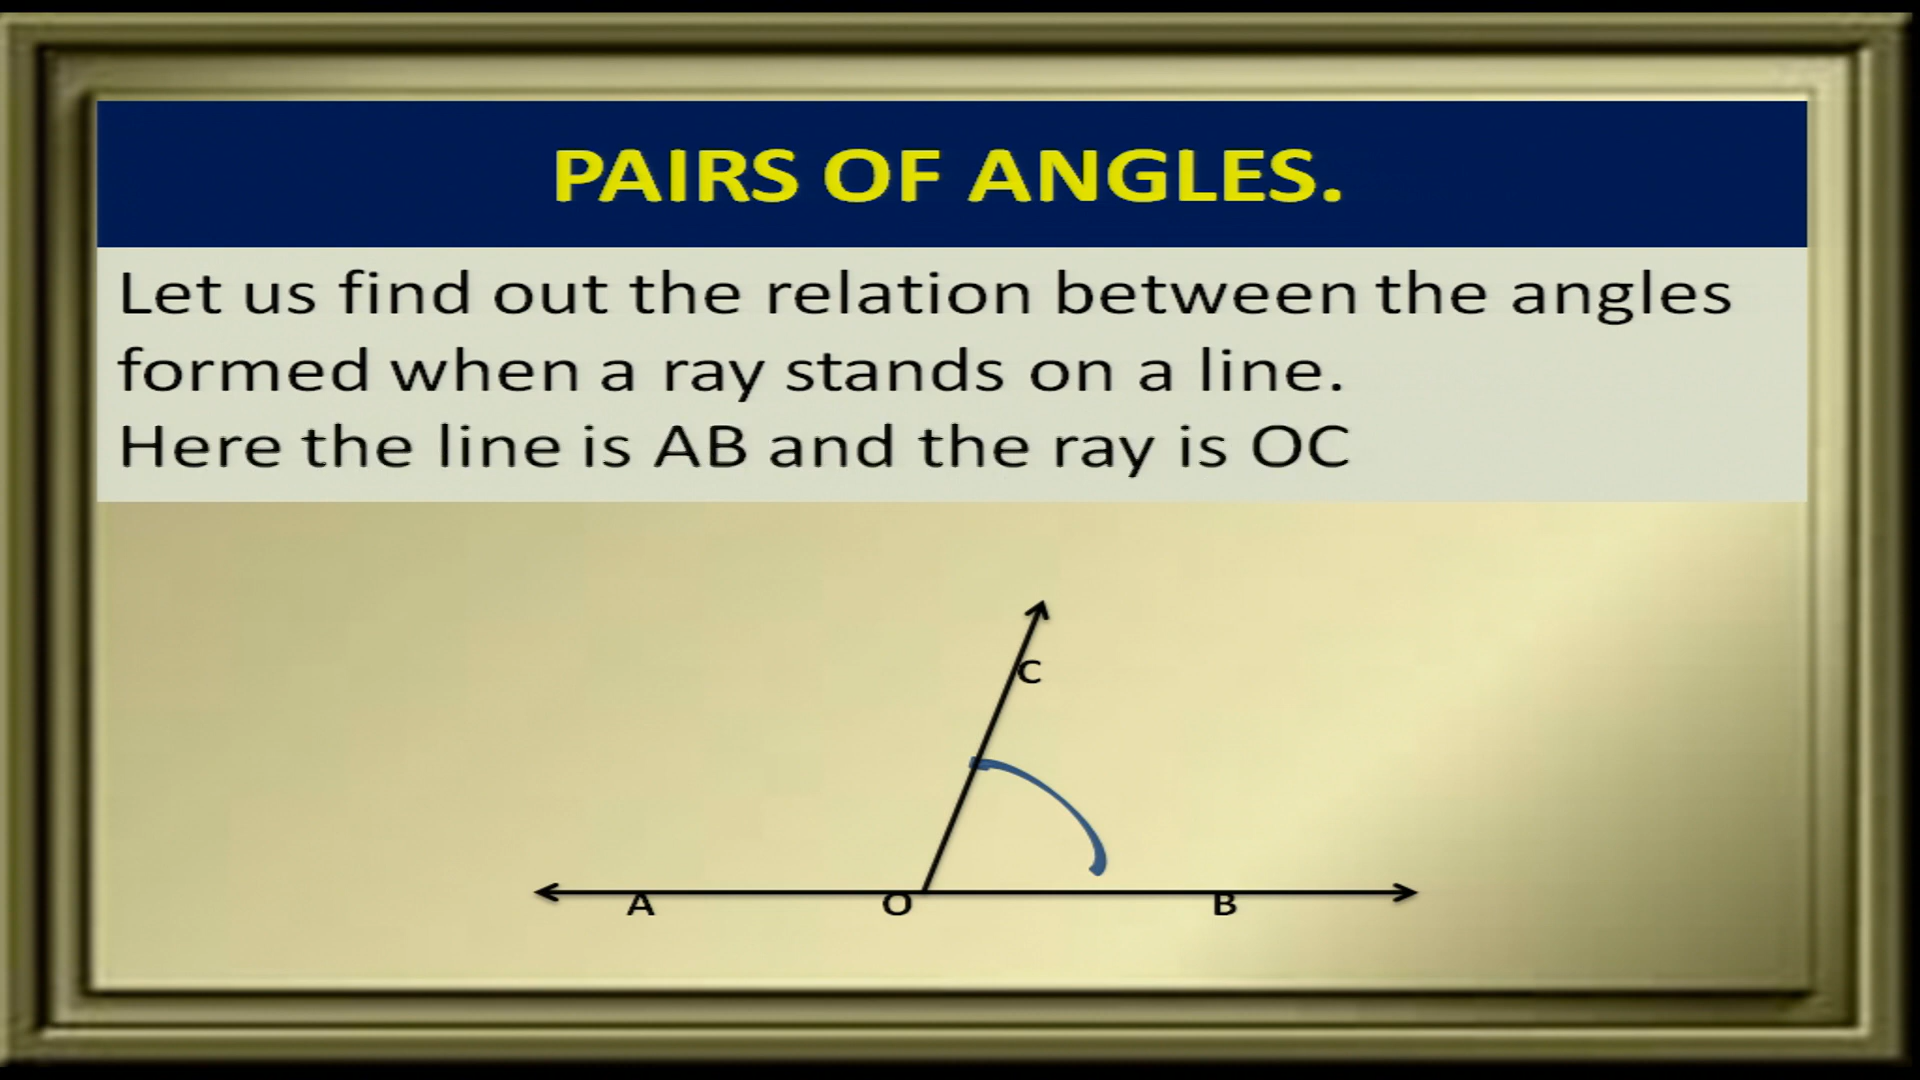 PAIRS OF ANGLES.
Let us find out the relation between the angles
formed when a ray stands on a line.
Here the line is AB and the ray is OC
C
A O B